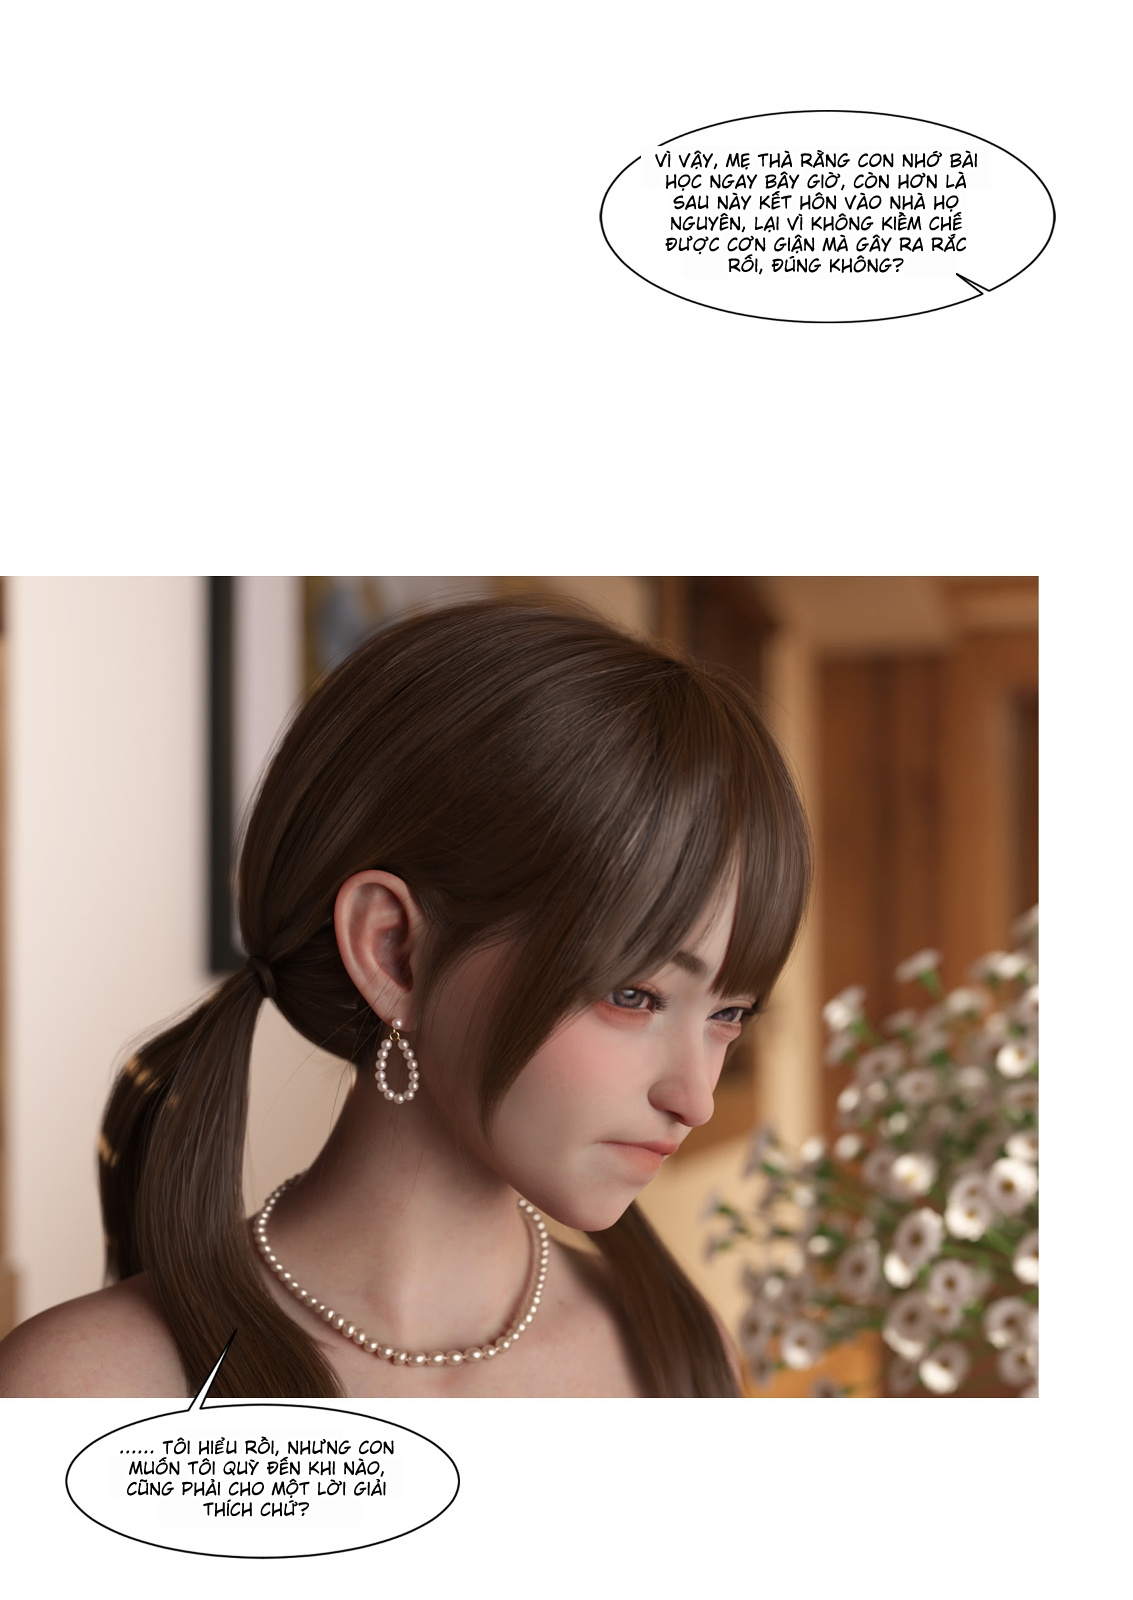 VÌ VẬY, MẸ THÀ RẰNG CON NHỚ BÀI
HỌC NGAY BÂY GIỜ, CÒN HƠN LÀ
SAU NÀY KẾT HÔN VÀO NHÀ HỌ
NGUYÊN, LẠI VÌ KHÔNG KIỀM CHẾ
ĐƯỢC CƠN GIẬN MÀ GÂY RA RẮC
RỐI, ĐÚNG KHÔNG?
...... TÔI HIỂU RỒI, NHƯNG CON
MUỐN TÔI QUỲ ĐẾN KHI NÀO,
CŨNG PHẢI CHO MỘT LỜI GIẢI
THÍCH CHỨ?